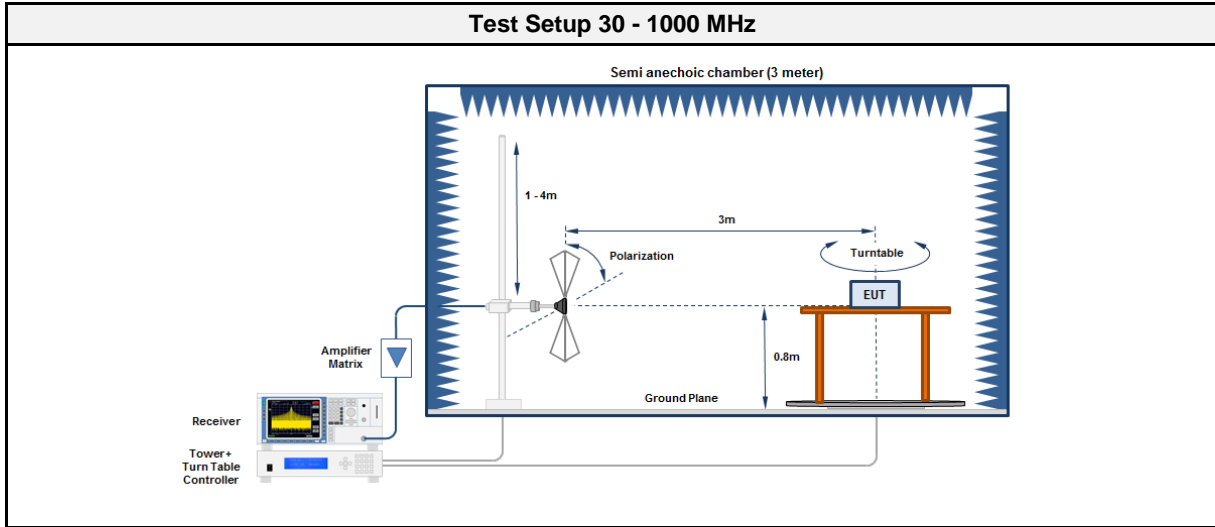 Test Setup 30 - 1000 MHz
Semi anechoic chamber (3 meter)
1 - 4m
3m
Polarization
Turntable
EUT
0.8m
Amplifier
Matrix
Ground Plane
Receiver
Tower+
Turn Table
Controller